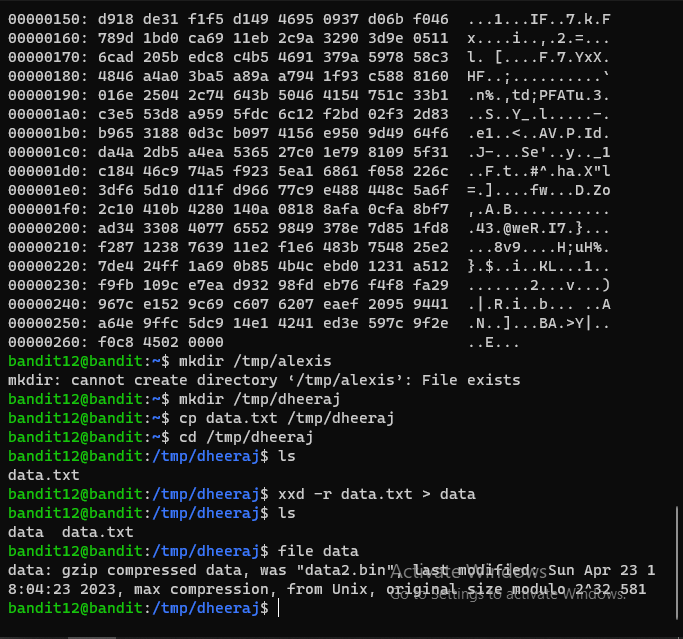 00000150: d918 de31 f1f5 d149 4695 0937 d06b f046  ...1...IF..7.k.F
00000160: 789d 1bd0 ca69 11eb 2c9a 3290 3d9e 0511  x....i..,.2.=...
00000170: 6cad 205b edc8 c4b5 4691 379a 5978 58c3  l. [....F.7.YxX.
00000180: 4846 a4a0 3ba5 a89a a794 1f93 c588 8160  HF..;..........`
00000190: 016e 2504 2c74 643b 5046 4154 751c 33b1  .n%.,td;PFATu.3.
000001a0: c3e5 53d8 a959 5fdc 6c12 f2bd 02f3 2d83  ..S..Y_.l.....-.
000001b0: b965 3188 0d3c b097 4156 e950 9d49 64f6  .e1..<..AV.P.Id.
000001c0: da4a 2db5 a4ea 5365 27c0 1e79 8109 5f31  .J-...Se'..y.._1
000001d0: c184 46c9 74a5 f923 5ea1 6861 f058 226c  ..F.t..#^.ha.X"l
000001e0: 3df6 5d10 d11f d966 77c9 e488 448c 5a6f  =.]....fw...D.Zo
000001f0: 2c10 410b 4280 140a 0818 8afa 0cfa 8bf7  ,.A.B...........
00000200: ad34 3308 4077 6552 9849 378e 7d85 1fd8  .43.@weR.I7.}...
00000210: f287 1238 7639 11e2 f1e6 483b 7548 25e2  ...8v9....H;uH%.
00000220: 7de4 24ff 1a69 0b85 4b4c ebd0 1231 a512  }.$..i..KL...1..
00000230: f9fb 109c e7ea d932 98fd eb76 f4f8 fa29  .......2...v...)
00000240: 967c e152 9c69 c607 6207 eaef 2095 9441  .|.R.i..b... ..A
00000250: a64e 9ffc 5dc9 14e1 4241 ed3e 597c 9f2e  .N..]...BA.>Y|..
00000260: f0c8 4502 0000  ..E...
bandit12@bandit:~$ mkdir /tmp/alexis
mkdir: cannot create directory ‘/tmp/alexis’: File exists
bandit12@bandit:~$ mkdir /tmp/dheeraj
bandit12@bandit:~$ cp data.txt /tmp/dheeraj
bandit12@bandit:~$ cd /tmp/dheeraj
bandit12@bandit:/tmp/dheeraj$ ls
data.txt
bandit12@bandit:/tmp/dheeraj$ xxd -r data.txt > data
bandit12@bandit:/tmp/dheeraj$ ls
data  data.txt
bandit12@bandit:/tmp/dheeraj$ file data
data: gzip compressed data, was "data2.bin", last modified: Sun Apr 23 1
8:04:23 2023, max compression, from Unix, original size modulo 2^32 581
bandit12@bandit:/tmp/dheeraj$
Activate Windows
Go to Settings to activate Windows.